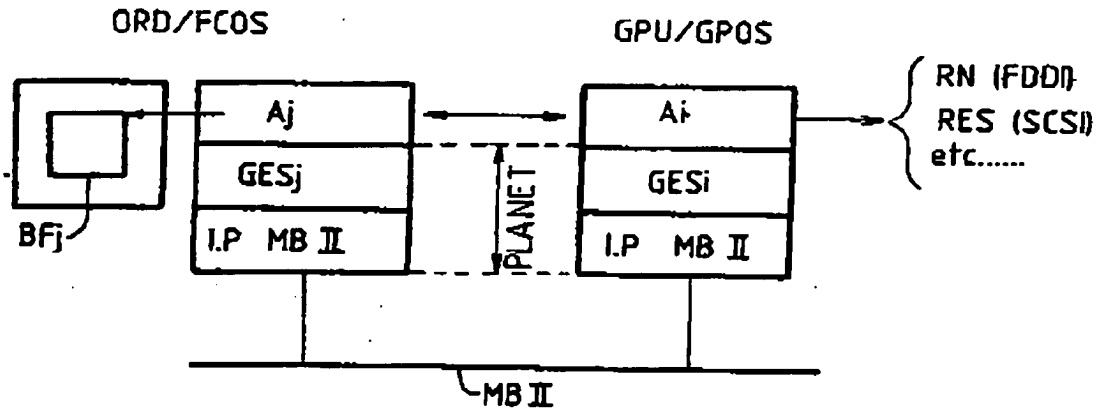 ORD/FCOS
GPU/GPOS
Aj
Ai
RN (FDDI)
RES (SCSI)
etc......
GESj
PLANET
GESi
BFj
I.P MB II
I.P MB II
MB II